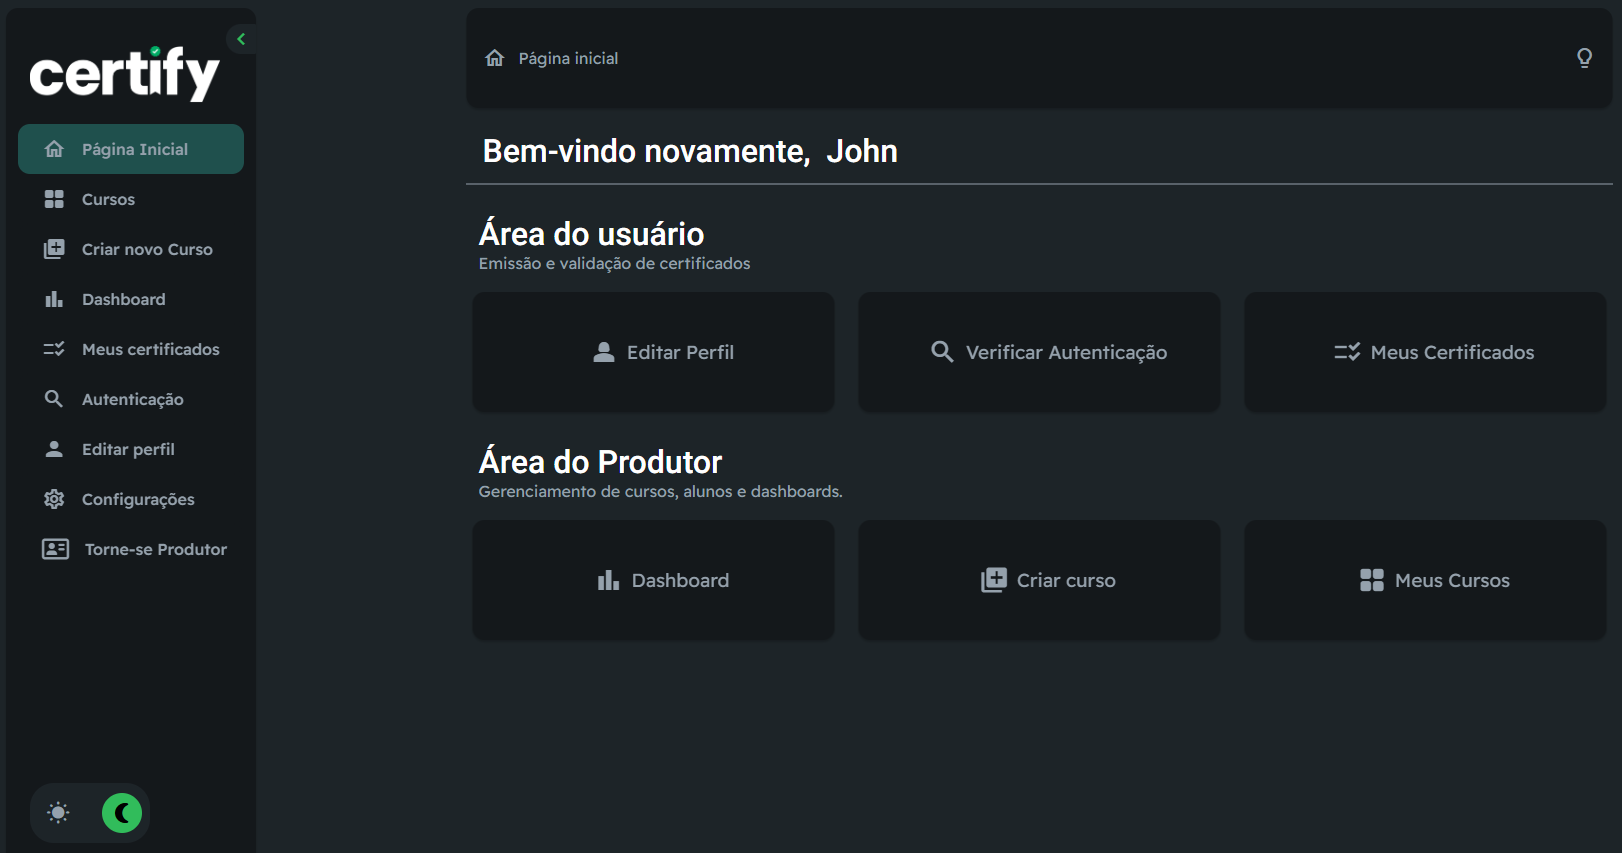 certify
Página Inicial
Cursos
Criar novo Curso
Dashboard
Meus certificados
Autenticação
Editar perfil
Configurações
Torne-se Produtor
Página inicial
Bem-vindo novamente, John
Área do usuário
Emissão e validação de certificados
Editar Perfil
Verificar Autenticação
Meus Certificados
Área do Produtor
Gerenciamento de cursos, alunos e dashboards.
Dashboard
Criar curso
Meus Cursos